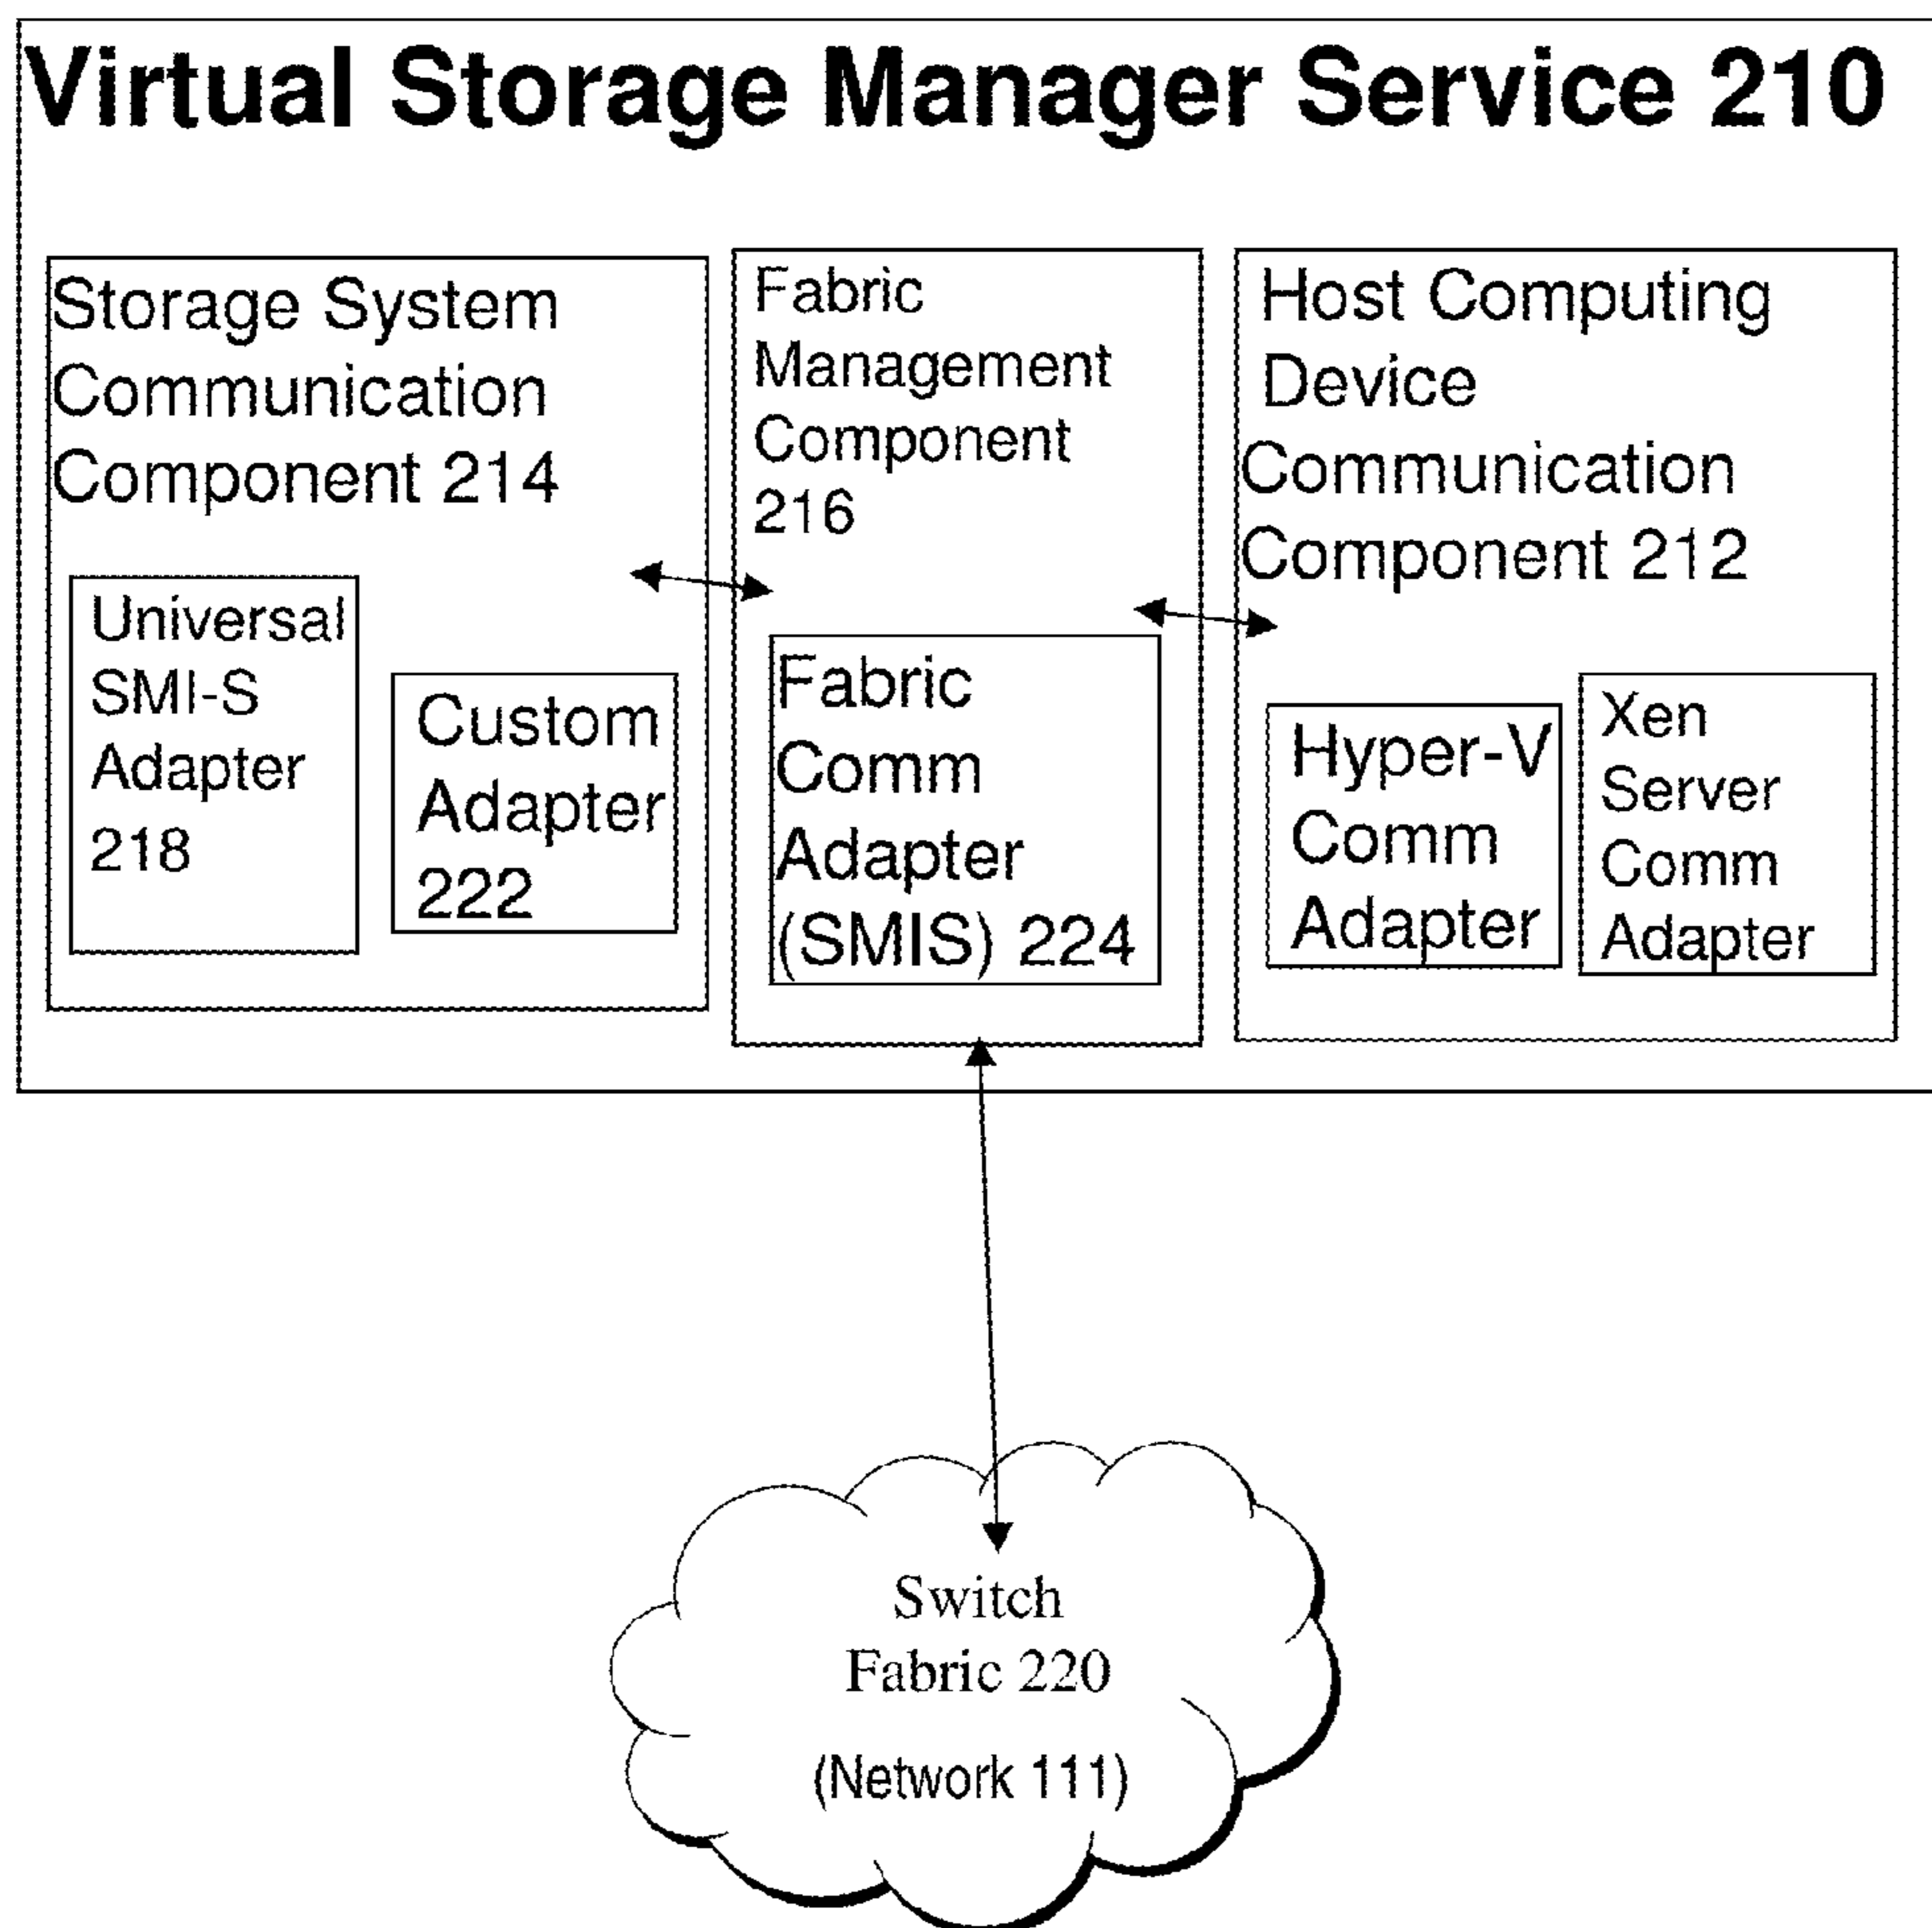 Virtual Storage Manager Service 210
Storage System
Communication
Component 214
Universal
SMI-S
Adapter
218
Custom
Adapter
222
Fabric
Management
Component
216
Fabric
Comm
Adapter
(SMIS) 224
Host Computing
Device
Communication
Component 212
Hyper-V
Comm
Adapter
Xen
Server
Comm
Adapter
Switch
Fabric 220
(Network 111)